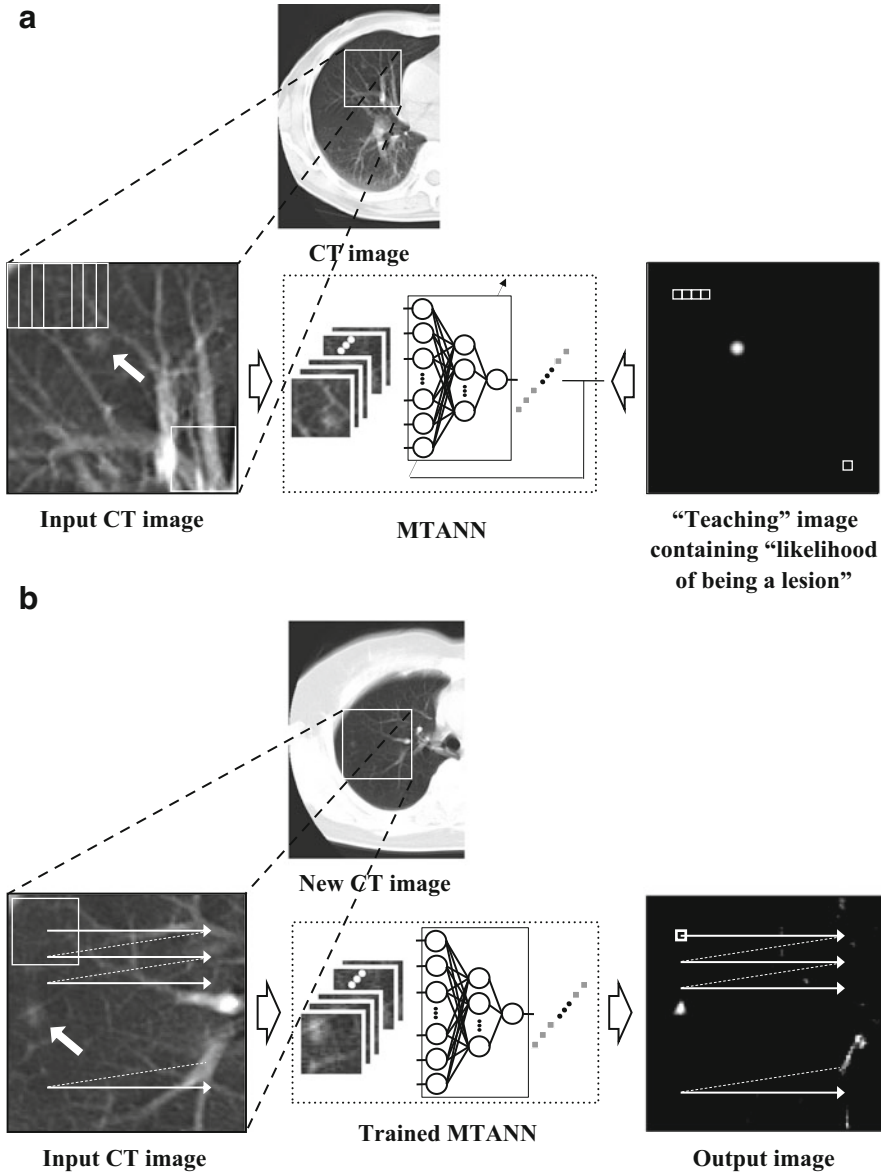 a
CT image
Input CT image
MTANN
“Teaching” image
containing “likelihood
of being a lesion”
b
New CT image
Input CT image
Trained MTANN
Output image